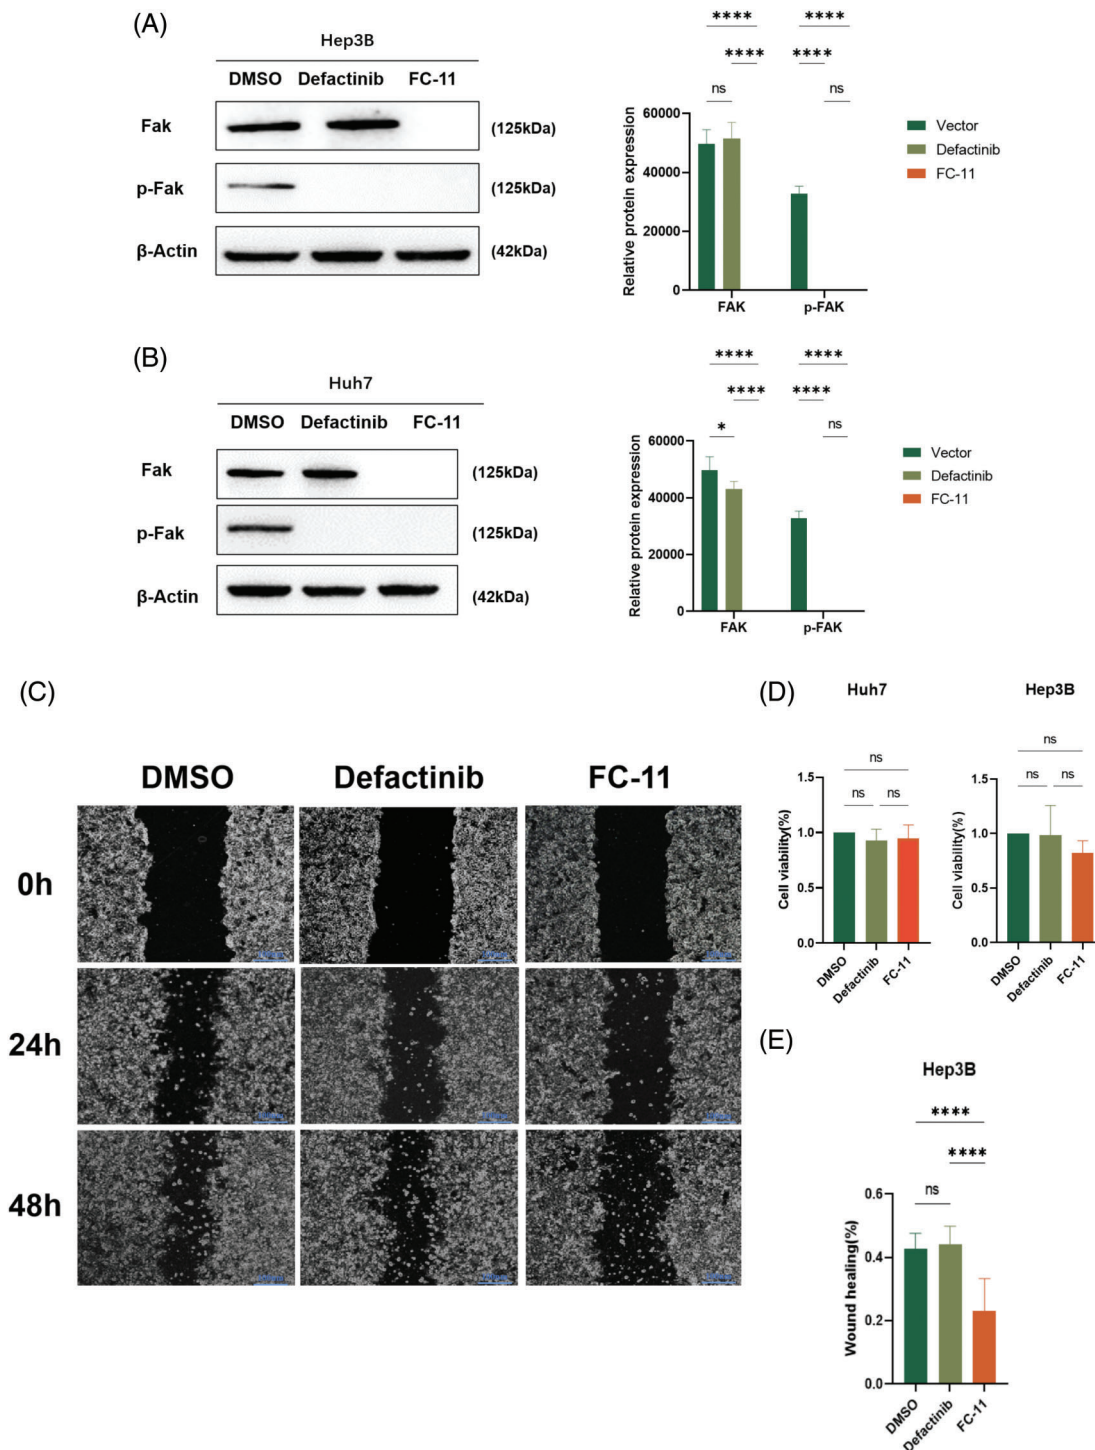 (A)
Hep3B
DMSO Defactinib FC-11
Fak (125kDa)
p-Fak (125kDa)
β-Actin (42kDa)
**** ****
**** ****
ns ns
Relative protein expression
60000
40000
20000
0
FAK p-FAK
Vector
Defactinib
FC-11
(B)
Huh7
DMSO Defactinib FC-11
Fak (125kDa)
p-Fak (125kDa)
β-Actin (42kDa)
**** ****
**** ****
* ns
Relative protein expression
60000
40000
20000
0
FAK p-FAK
Vector
Defactinib
FC-11
(C)
DMSO Defactinib FC-11
0h
24h
48h
(D)
Huh7
ns
ns ns
Cell viability(%)
1.5
1.0
0.5
0.0
DMSO Defactinib FC-11
Hep3B
ns
ns ns
Cell viability(%)
1.5
1.0
0.5
0.0
DMSO Defactinib FC-11
(E)
Hep3B
****
****
ns
Wound healing(%)
0.6
0.4
0.2
0.0
DMSO Defactinib FC-11